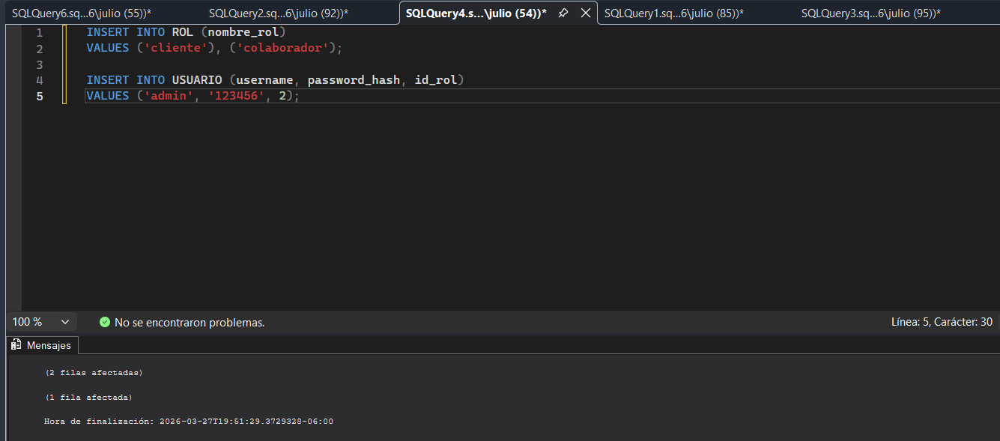 SQLQuery6.sq...6\julio (55))* SQLQuery2.sq...6\julio (92))* SQLQuery4.s...\julio (54))* SQLQuery1.sq...6\julio (85))* SQLQuery3.sq...6\julio (95))*
1 INSERT INTO ROL (nombre_rol)
2 VALUES ('cliente'), ('colaborador');
3
4 INSERT INTO USUARIO (username, password_hash, id_rol)
5 VALUES ('admin', '123456', 2);
100 % No se encontraron problemas. Línea: 5, Carácter: 30
Mensajes
(2 filas afectadas)
(1 fila afectada)
Hora de finalización: 2026-03-27T19:51:29.3729328-06:00